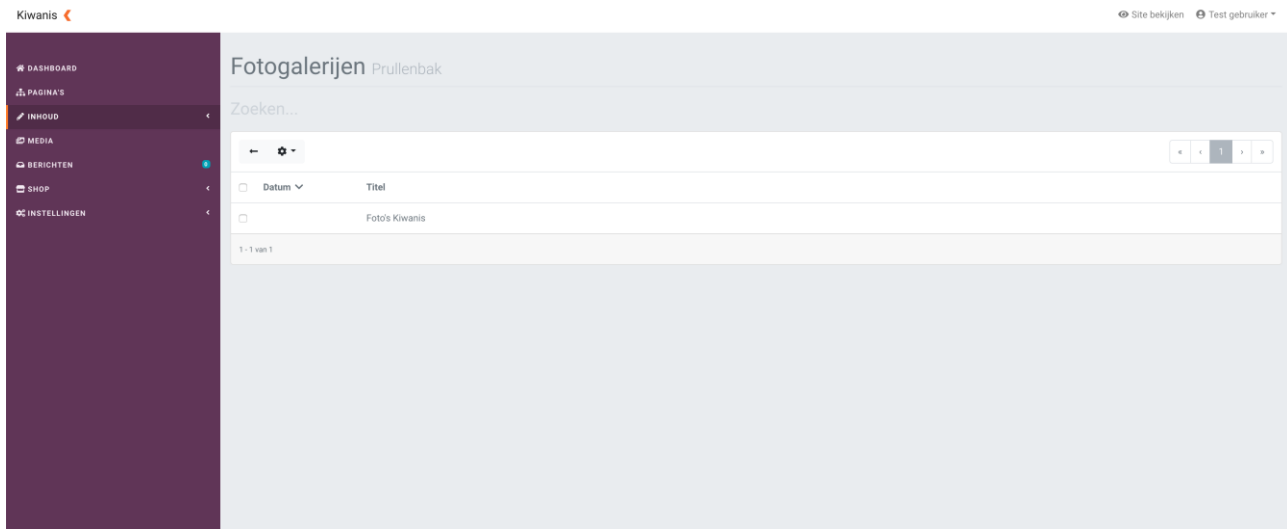 Kiwanis
Site bekijken Test gebruiker
DASHBOARD
PAGINA'S
INHOUD
MEDIA
BERICHTEN 6
SHOP
INSTELLINGEN
Fotogalerijen Prullenbak
Zoeken...
« ‹ 1 › »
Datum Titel
Foto's Kiwanis
1 - 1 van 1